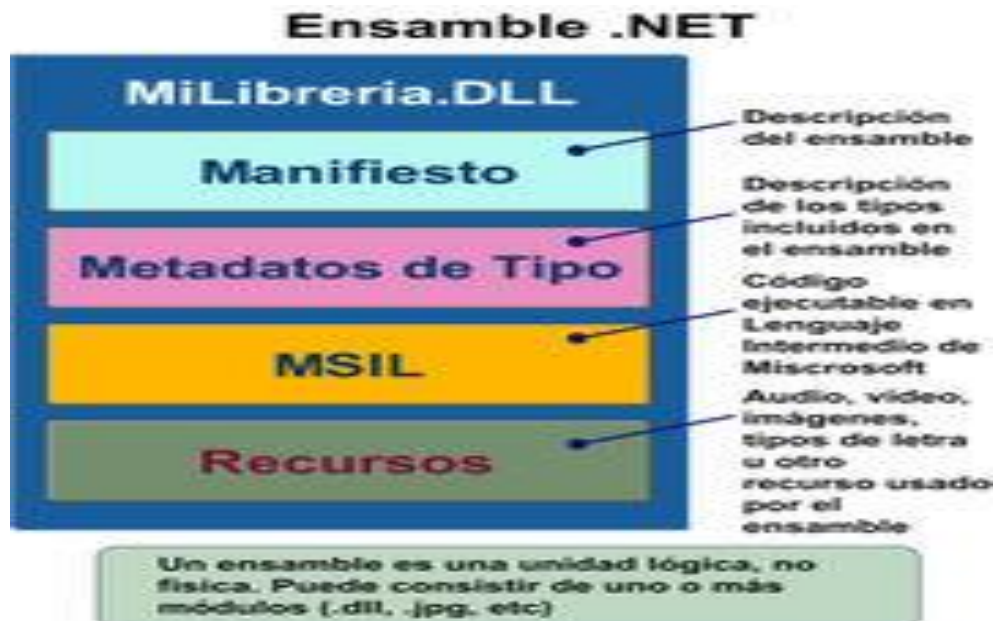 Ensamble .NET
MiLibreria.DLL
Manifiesto
Descripción
del ensamble
Metadatos de Tipo
Descripción
de los tipos
incluidos en
el ensamble
MSIL
Código
ejecutable en
Lenguaje
Intermedio de
Miscrosoft
Recursos
Audio, video,
imágenes,
tipos de letra
u otro
recurso usado
por el
ensamble
Un ensamble es una unidad lógica, no
física. Puede consistir de uno o más
módulos (.dll, .jpg, etc)